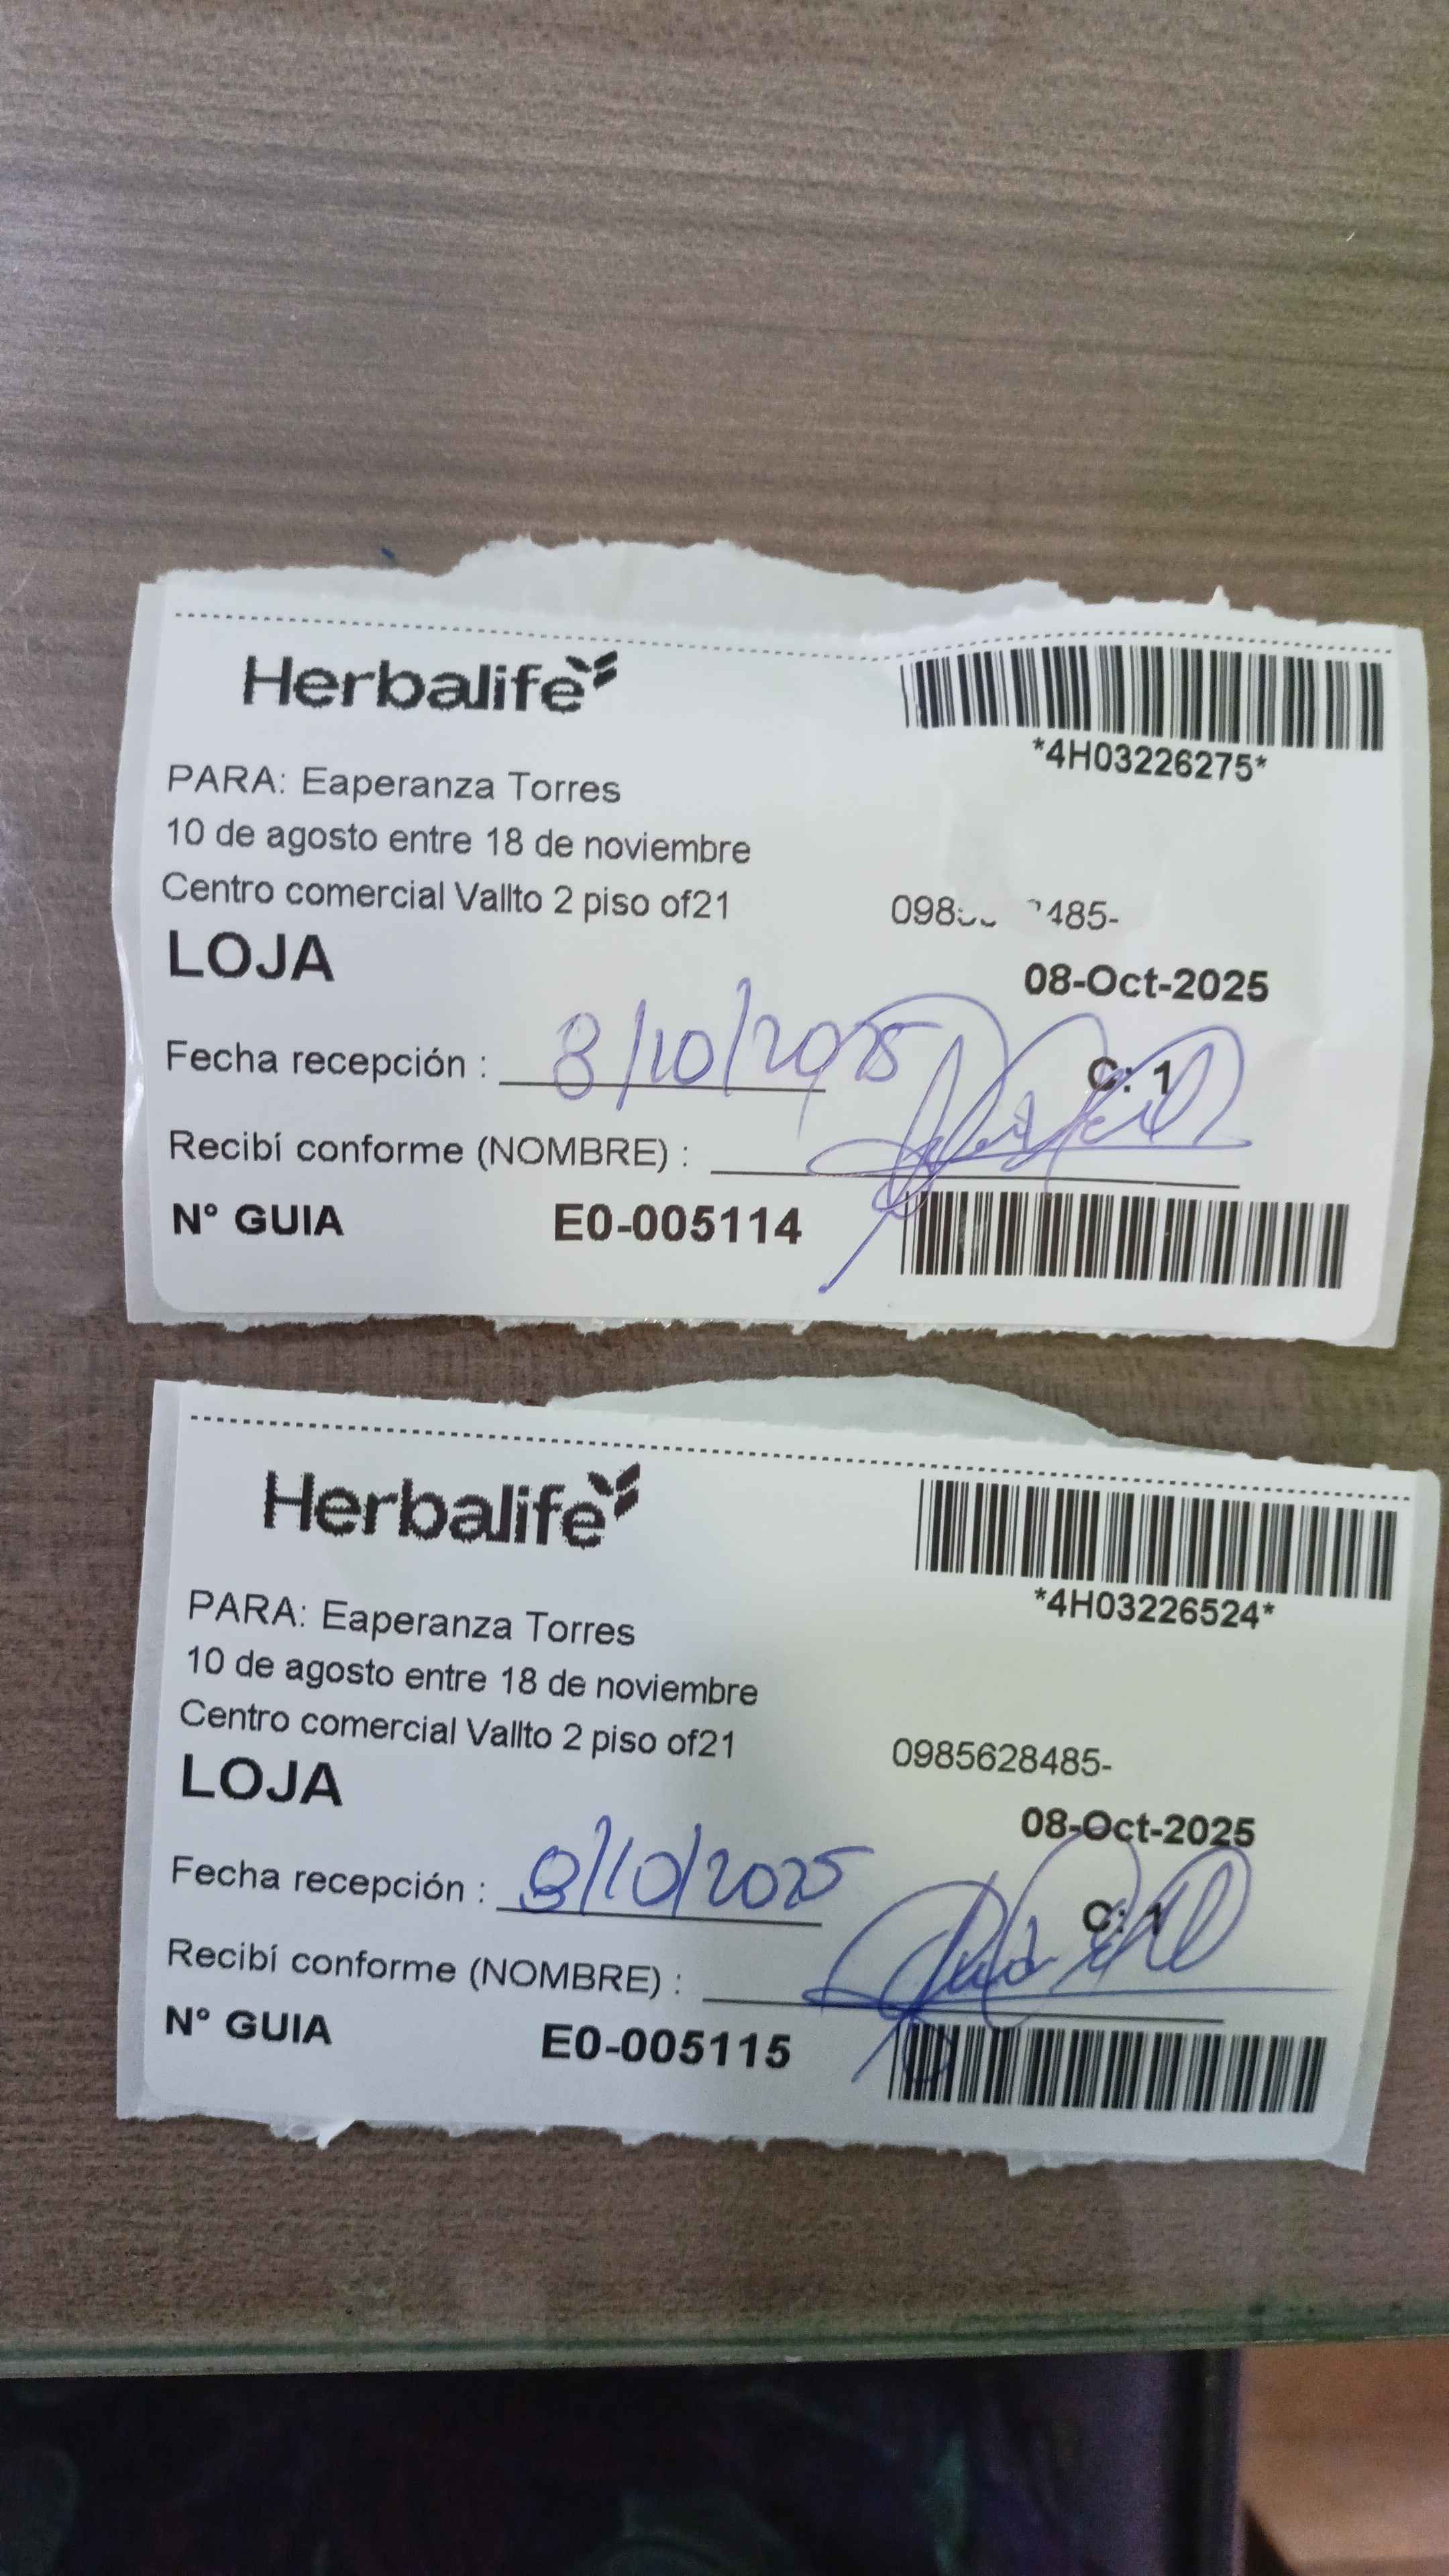 Herbalife
*4H03226275*
PARA: Eaperanza Torres
10 de agosto entre 18 de noviembre
Centro comercial Vallto 2 piso of21
485-
LOJA
08-Oct-2025
Fecha recepción : 8/10/2025
C: 1
Recibí conforme (NOMBRE) :
N° GUIA E0-005114
Herbalife
*4H03226524*
PARA: Eaperanza Torres
10 de agosto entre 18 de noviembre
Centro comercial Vallto 2 piso of21
0985628485-
LOJA
08-Oct-2025
Fecha recepción : 8/10/2025
C: 1
Recibí conforme (NOMBRE) :
N° GUIA E0-005115